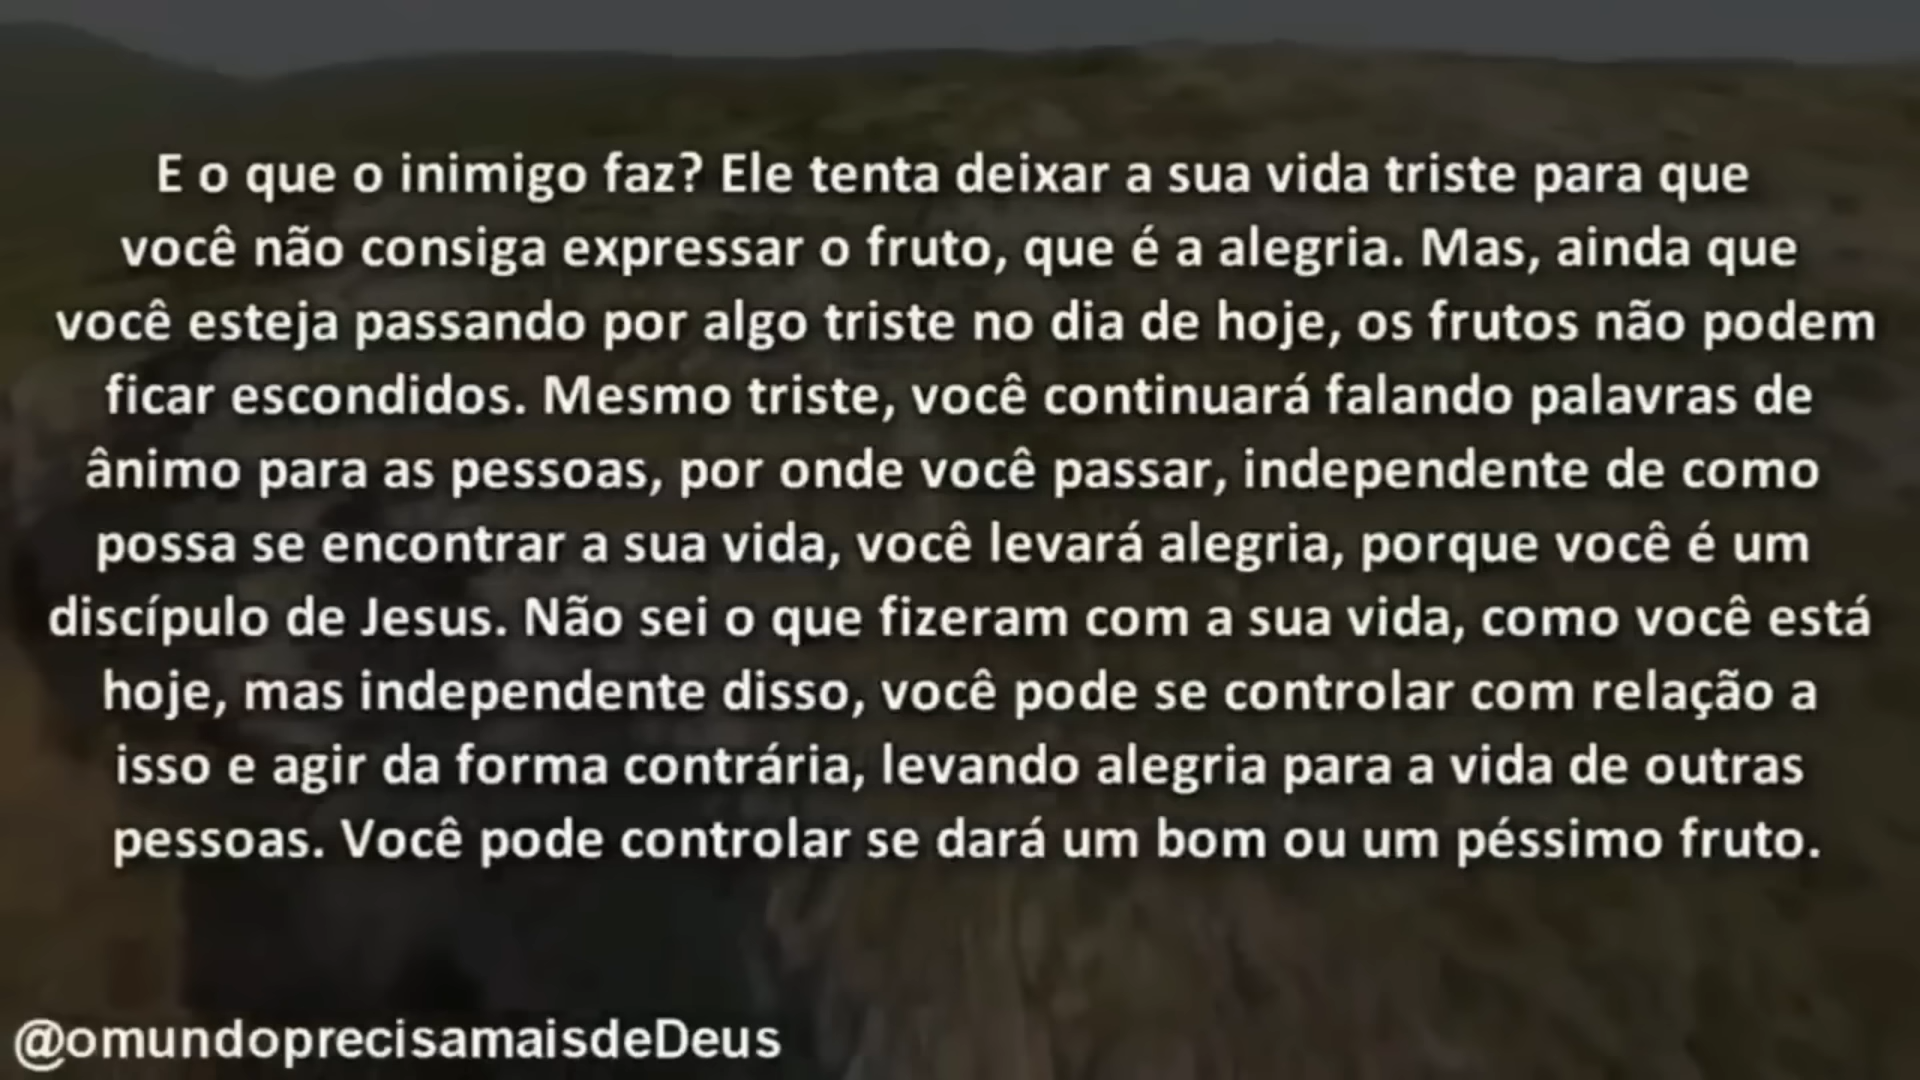 E o que o inimigo faz? Ele tenta deixar a sua vida triste para que
você não consiga expressar o fruto, que é a alegria. Mas, ainda que
você esteja passando por algo triste no dia de hoje, os frutos não podem
ficar escondidos. Mesmo triste, você continuará falando palavras de
ânimo para as pessoas, por onde você passar, independente de como
possa se encontrar a sua vida, você levará alegria, porque você é um
discípulo de Jesus. Não sei o que fizeram com a sua vida, como você está
hoje, mas independente disso, você pode se controlar com relação a
isso e agir da forma contrária, levando alegria para a vida de outras
pessoas. Você pode controlar se dará um bom ou um péssimo fruto.
@omundoprecisamaisdeDeus